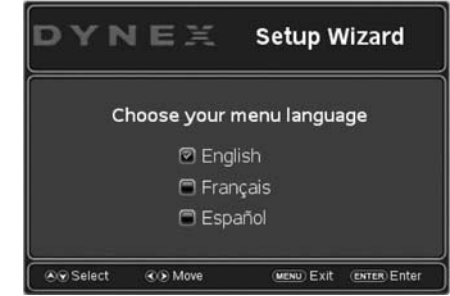 DYNEX Setup Wizard
Choose your menu language
English
Français
Español
Select Move MENU Exit ENTER Enter